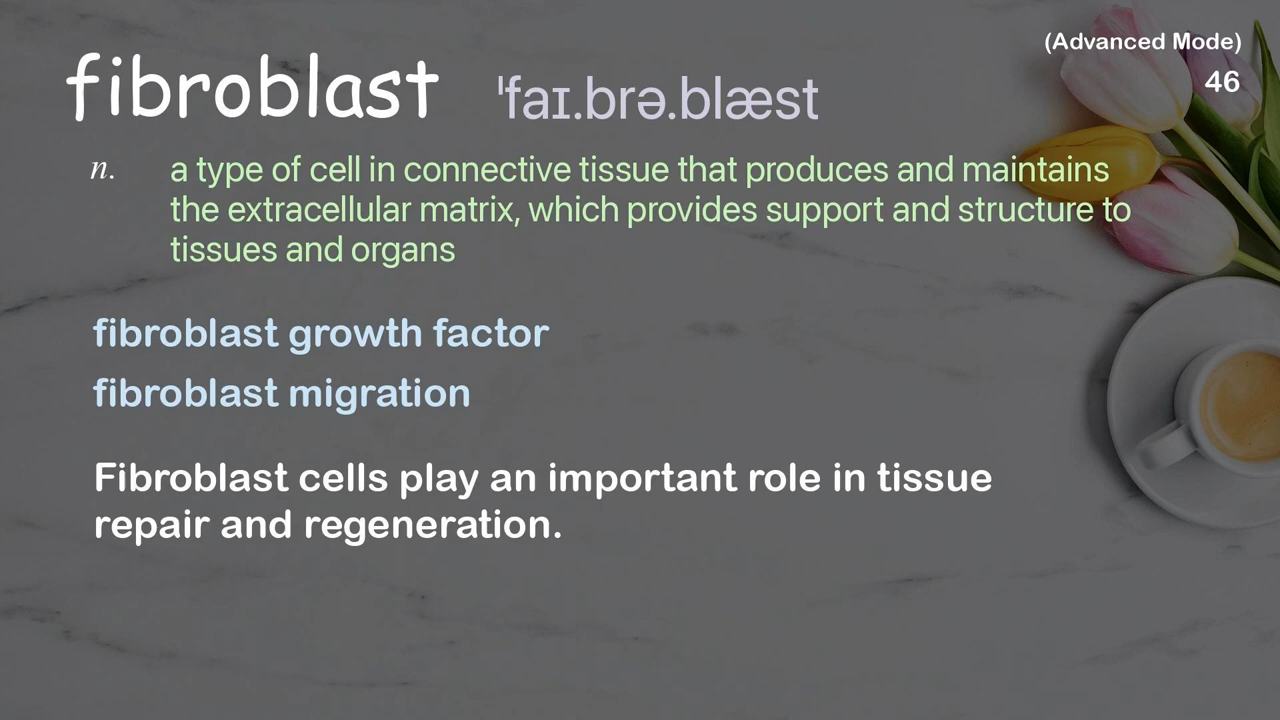 (Advanced Mode)
46
fibroblast ˈfaɪ.brə.blæst
n. a type of cell in connective tissue that produces and maintains
the extracellular matrix, which provides support and structure to
tissues and organs
fibroblast growth factor
fibroblast migration
Fibroblast cells play an important role in tissue
repair and regeneration.